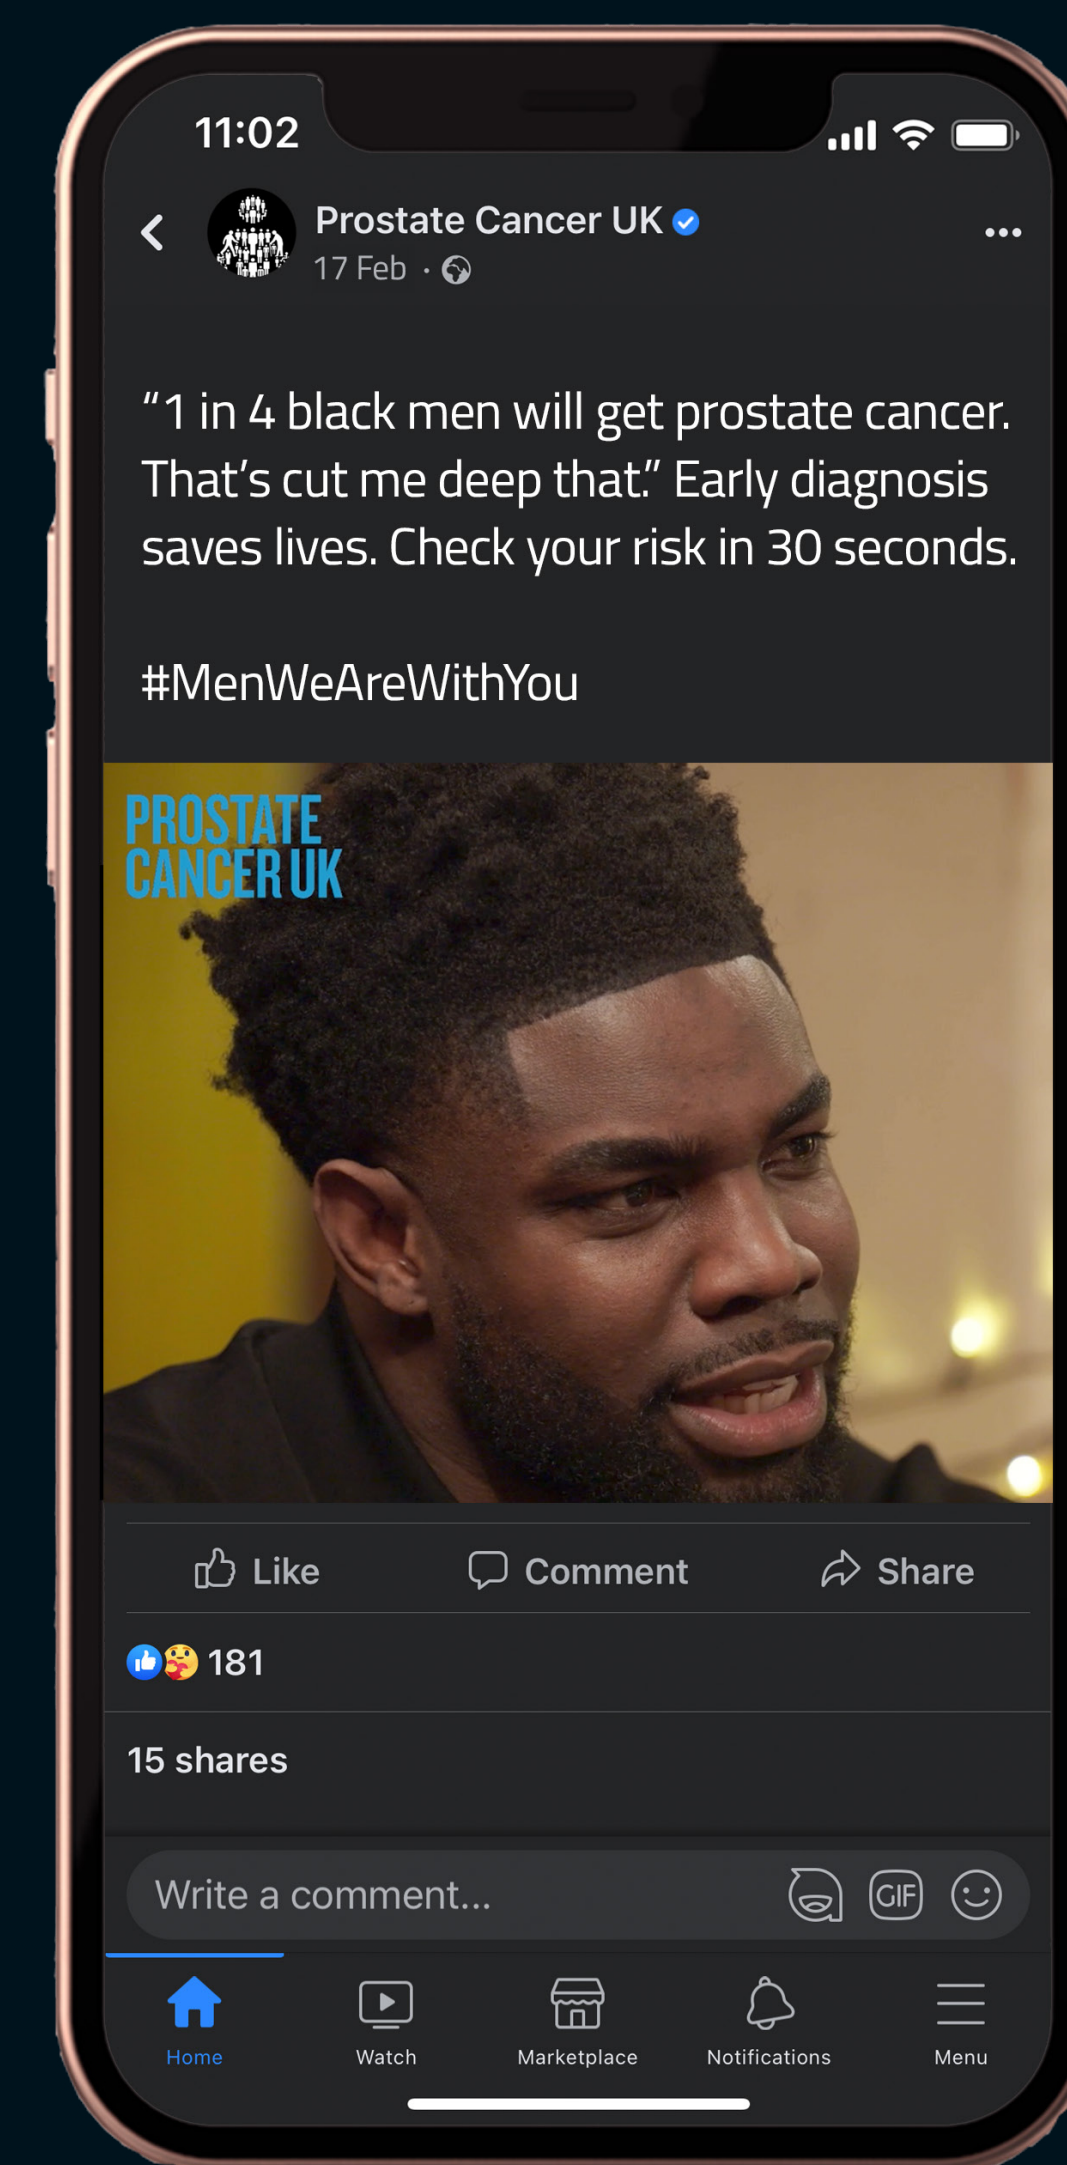 11:02
Prostate Cancer UK
17 Feb ·
“1 in 4 black men will get prostate cancer.
That’s cut me deep that.” Early diagnosis
saves lives. Check your risk in 30 seconds.
#MenWeAreWithYou
PROSTATE
CANCER UK
Like Comment Share
181
15 shares
Write a comment... GIF
Home Watch Marketplace Notifications Menu